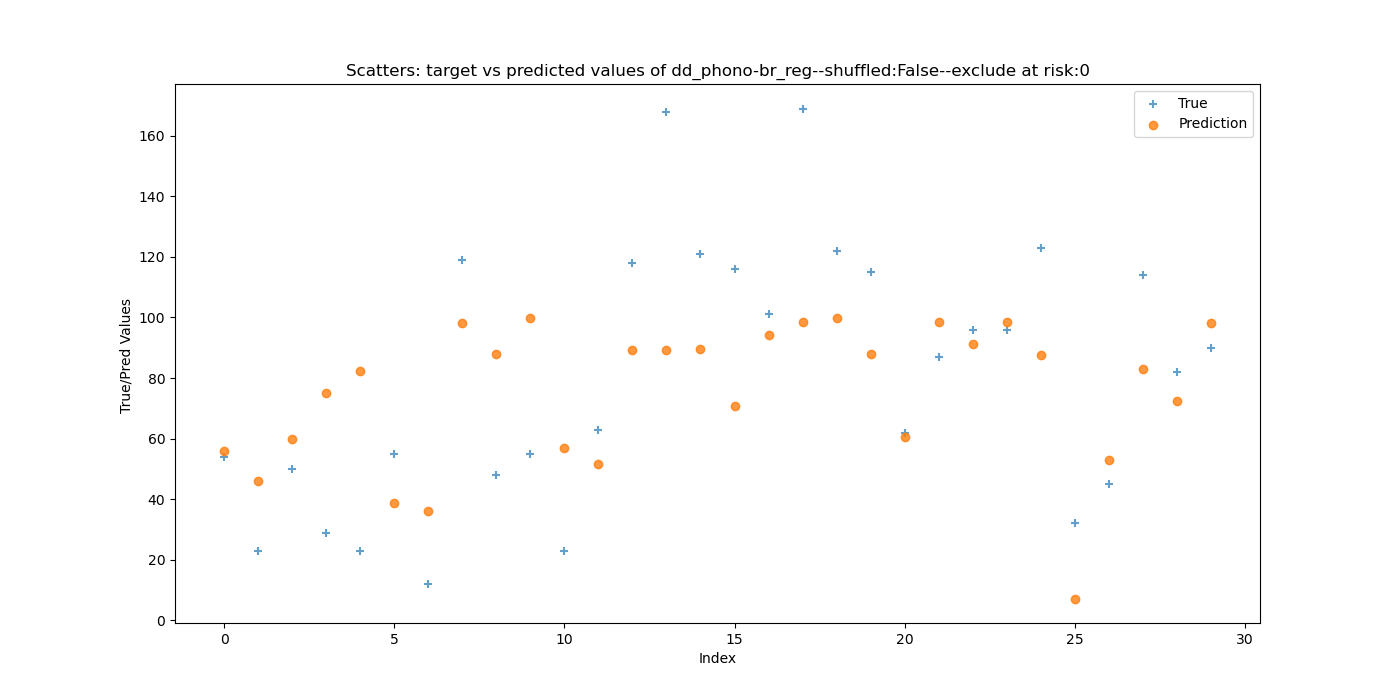 Scatters: target vs predicted values of dd_phono-br_reg--shuffled:False--exclude at risk:0
True
Prediction
160
140
120
100
80
60
40
20
0
True/Pred Values
0 5 10 15 20 25 30
Index